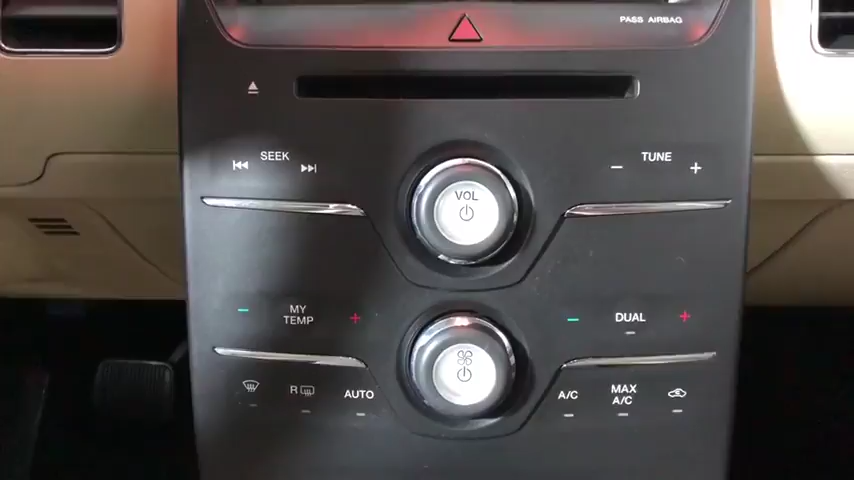 PASS AIRBAG
SEEK
VOL
TUNE
MY
TEMP
DUAL
R
AUTO
A/C
MAX
A/C